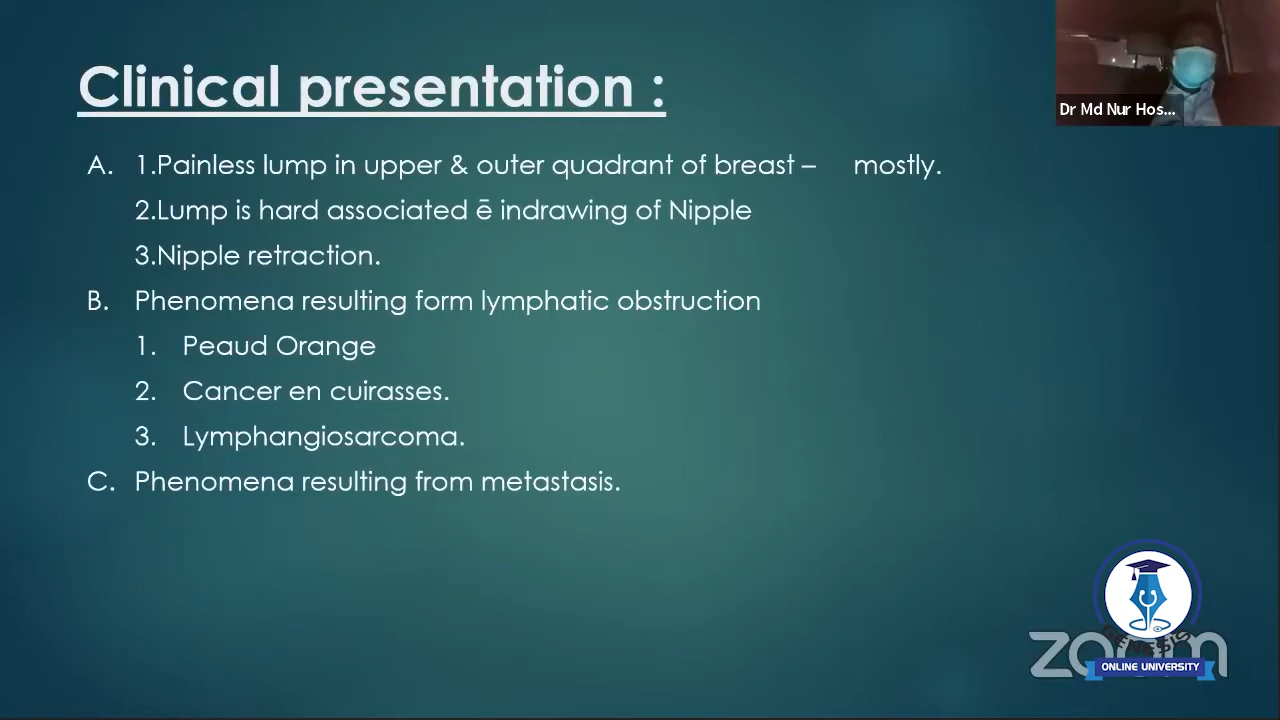 Clinical presentation :
Dr Md Nur Hos...
A. 1.Painless lump in upper & outer quadrant of breast – mostly.
2.Lump is hard associated ē indrawing of Nipple
3.Nipple retraction.
B. Phenomena resulting form lymphatic obstruction
1. Peaud Orange
2. Cancer en cuirasses.
3. Lymphangiosarcoma.
C. Phenomena resulting from metastasis.
zoom
GENESIS
ONLINE UNIVERSITY